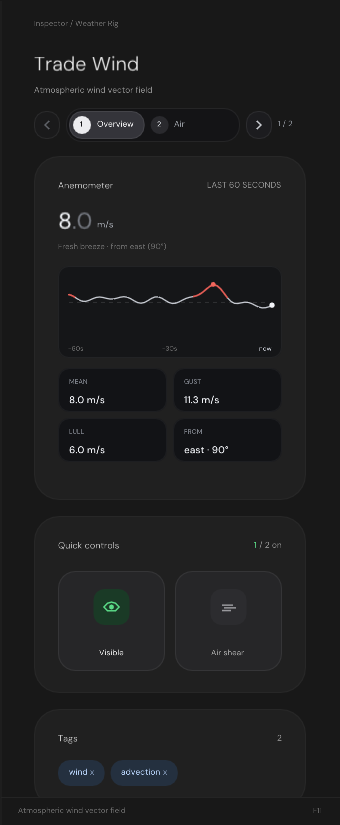 Inspector / Weather Rig
Trade Wind
Atmospheric wind vector field
1 Overview 2 Air 1 / 2
Anemometer LAST 60 SECONDS
8.0 m/s
Fresh breeze · from east (90°)
-60s -30s now
MEAN GUST
8.0 m/s 11.3 m/s
LULL FROM
6.0 m/s east · 90°
Quick controls 1 / 2 on
Visible Air shear
Tags 2
wind x advection x
Atmospheric wind vector field